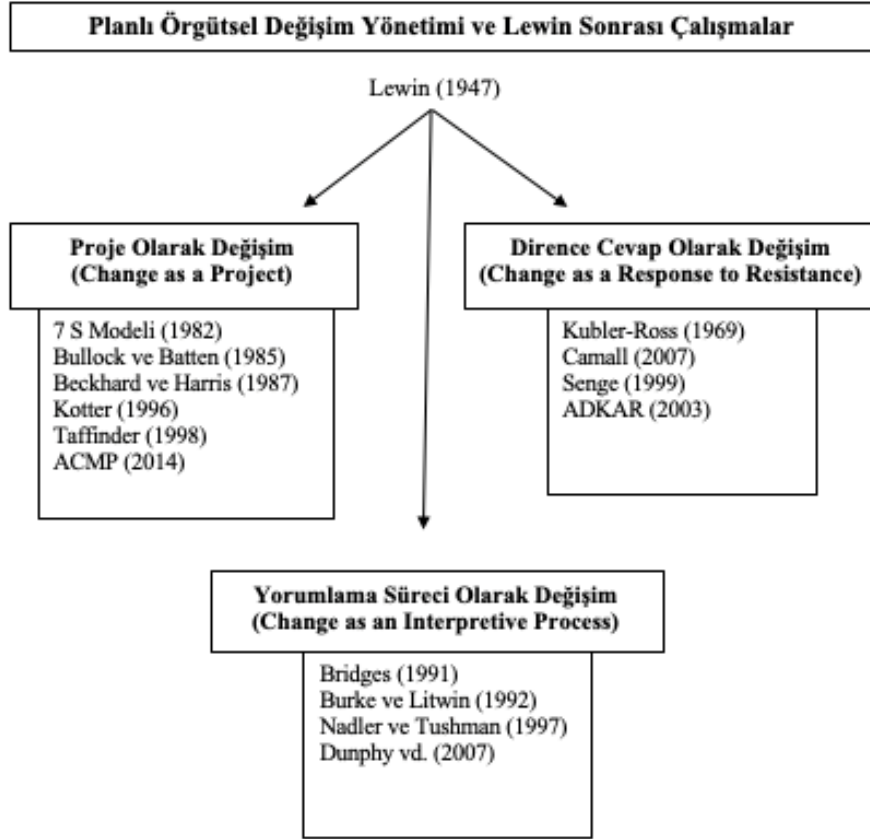 Planlı Örgütsel Değişim Yönetimi ve Lewin Sonrası Çalışmalar
Lewin (1947)
Proje Olarak Değişim
(Change as a Project)
7 S Modeli (1982)
Bullock ve Batten (1985)
Beckhard ve Harris (1987)
Kotter (1996)
Taffinder (1998)
ACMP (2014)
Dirence Cevap Olarak Değişim
(Change as a Response to Resistance)
Kubler-Ross (1969)
Carnall (2007)
Senge (1999)
ADKAR (2003)
Yorumlama Süreci Olarak Değişim
(Change as an Interpretive Process)
Bridges (1991)
Burke ve Litwin (1992)
Nadler ve Tushman (1997)
Dunphy vd. (2007)